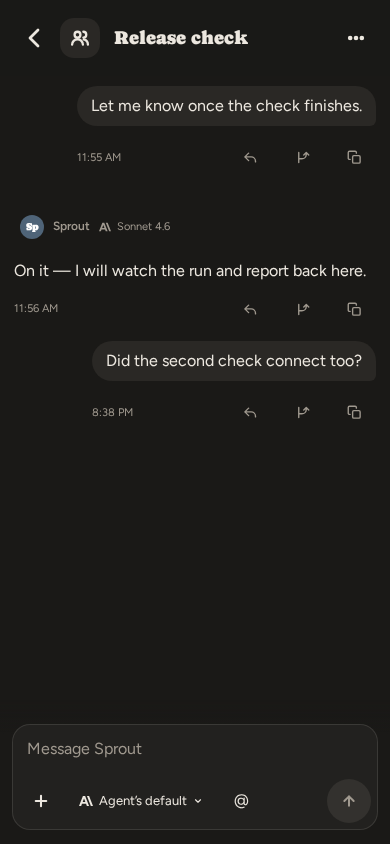 Release check
Let me know once the check finishes.
11:55 AM
Sp Sprout Sonnet 4.6
On it — I will watch the run and report back here.
11:56 AM
Did the second check connect too?
8:38 PM
Message Sprout
Agent's default @